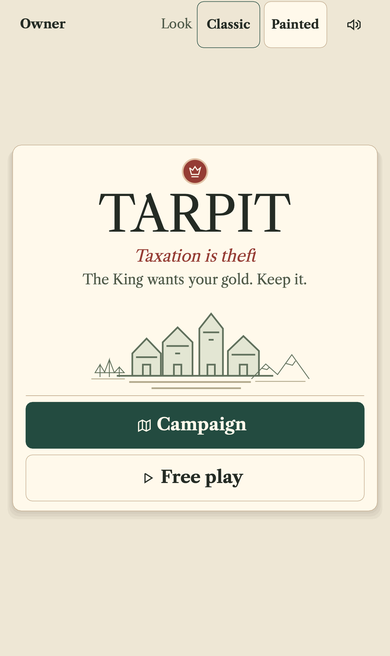 Owner
Look Classic Painted
TARPIT
Taxation is theft
The King wants your gold. Keep it.
Campaign
Free play